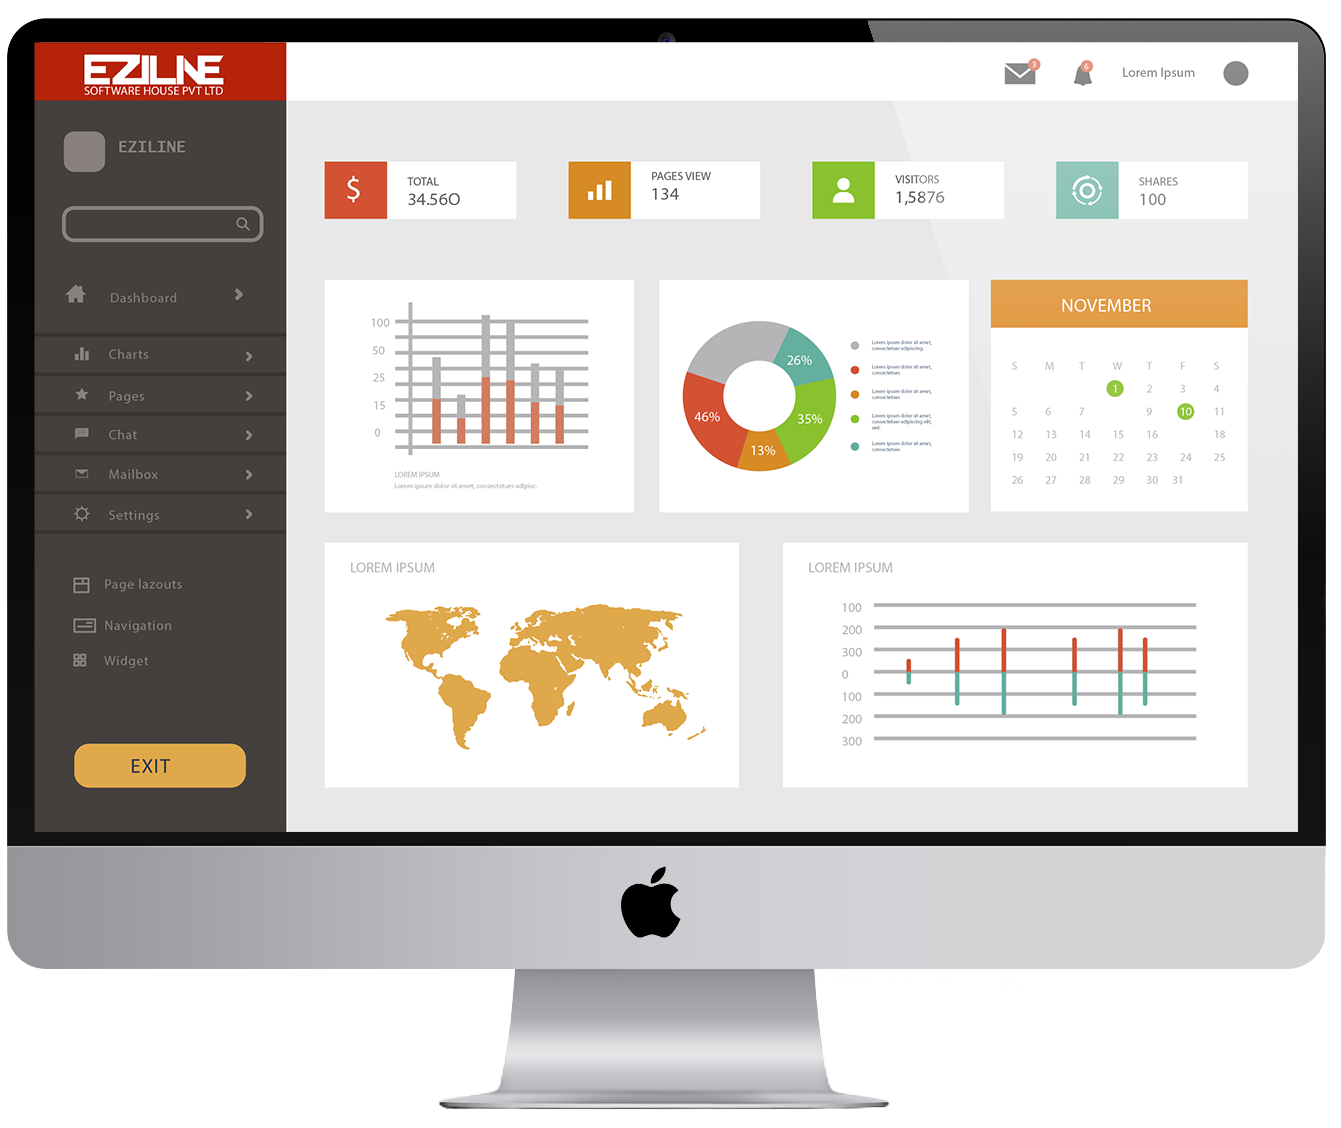 EZILNE
SOFTWARE HOUSE PVT LTD
3
6
Lorem Ipsum
EZILINE
Dashboard
Charts
Pages
Chat
Mailbox
Settings
Page lazouts
Navigation
Widget
EXIT
$
TOTAL
34.56O
PAGES VIEW
134
VISITORS
1,5876
SHARES
100
100
50
25
15
0
LOREM IPSUM
Lorem ipsum dolor sit amet, consectetuer adipisc.
26%
46%
35%
13%
Lorem ipsum dolor sit amet,
consectetuer adipiscing.
Lorem ipsum dolor sit amet,
consectetues
Lorem ipsum dolor sit amet,
consectetues
Lorem ipsum dolor sit amet,
consectetuer adipiscing elit,
sed.
Lorem ipsum dolor sit amet,
consectetues
NOVEMBER
S M T W T F S
1 2 3 4
5 6 7 9 10 11
12 13 14 15 16 18
19 20 21 22 23 24 25
26 27 28 29 30 31
LOREM IPSUM
LOREM IPSUM
100
200
300
0
100
200
300